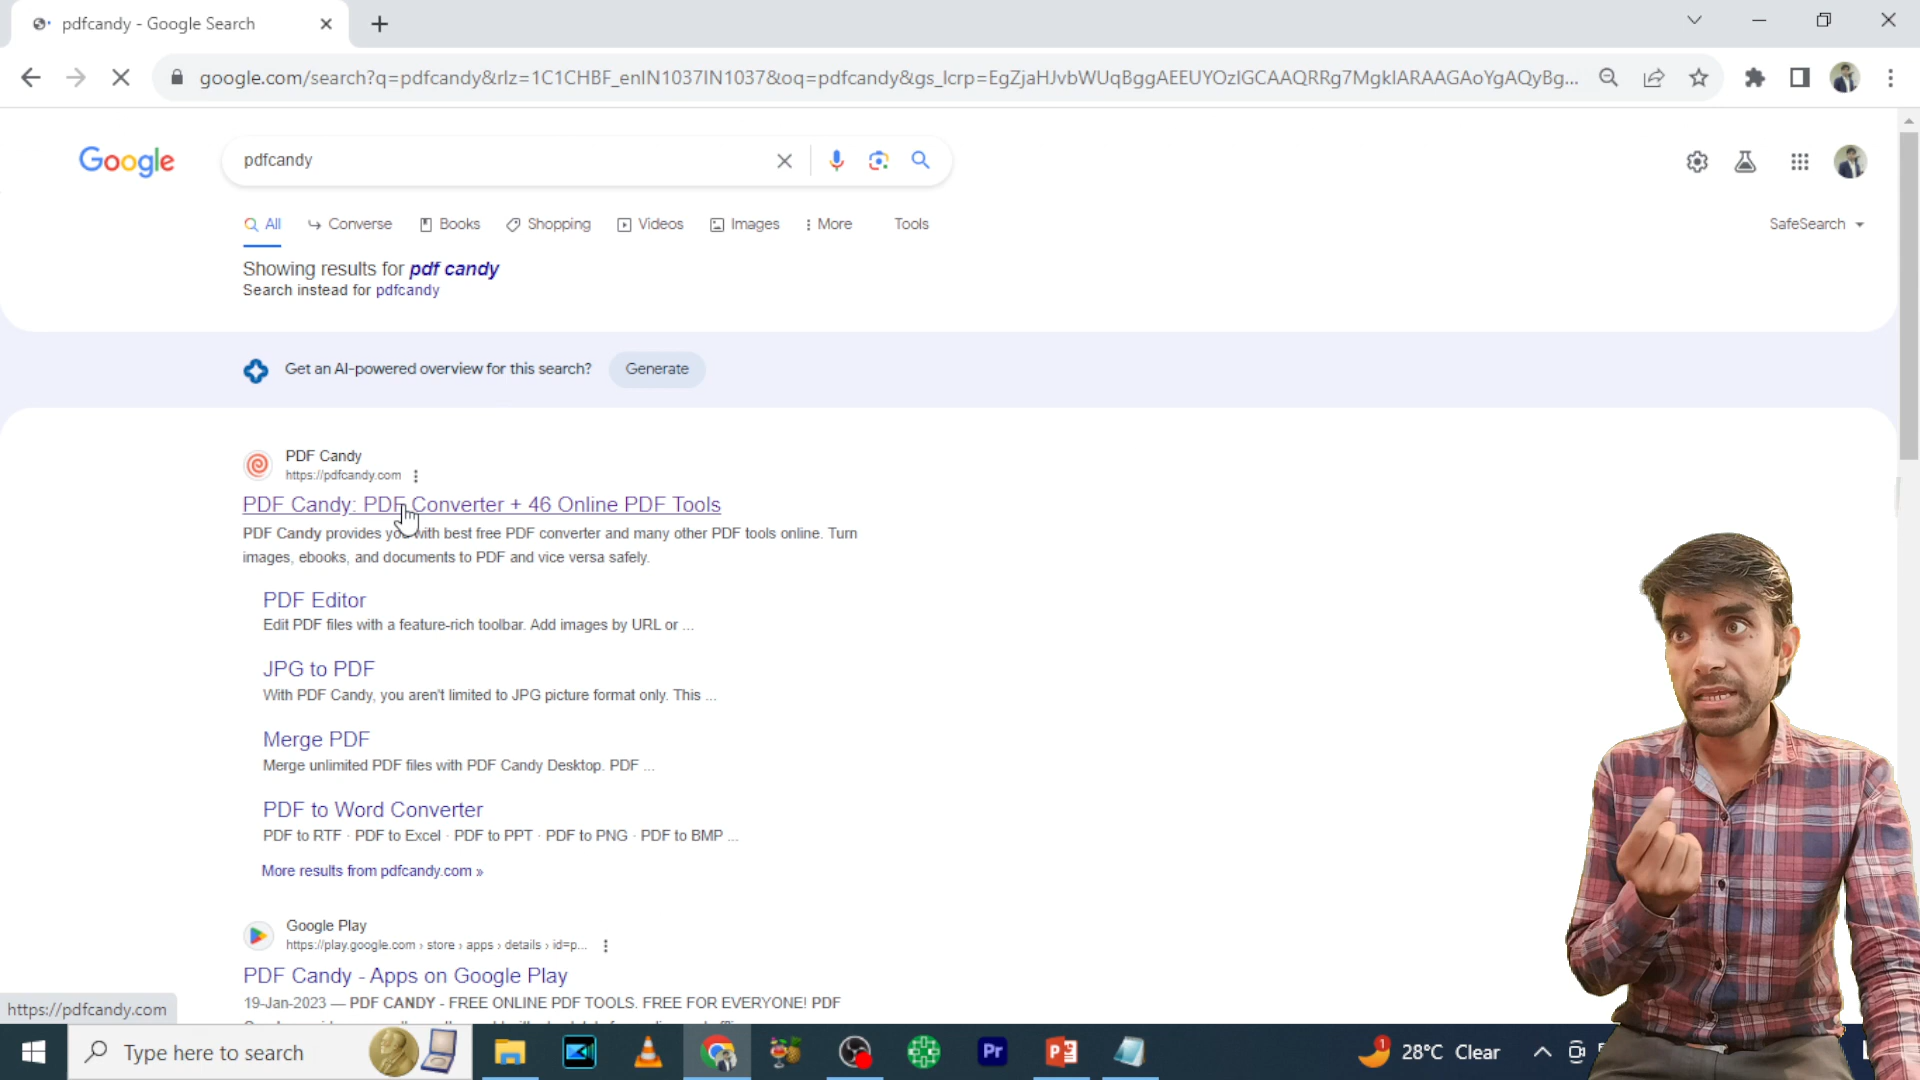 pdfcandy - Google Search
google.com/search?q=pdfcandy&rlz=1C1CHBF_enIN1037IN1037&oq=pdfcandy&gs_lcrp=EgZjaHJvbWUqBggAEEUYOzIGCAAQRRg7MgkIARAAGAoYgAQyBg...
Google
pdfcandy
All
Converse
Books
Shopping
Videos
Images
More
Tools
SafeSearch
Showing results for pdf candy
Search instead for pdfcandy
Get an AI-powered overview for this search?
Generate
PDF Candy
https://pdfcandy.com
PDF Candy: PDF Converter + 46 Online PDF Tools
PDF Candy provides you with best free PDF converter and many other PDF tools online. Turn
images, ebooks, and documents to PDF and vice versa safely.
PDF Editor
Edit PDF files with a feature-rich toolbar. Add images by URL or ...
JPG to PDF
With PDF Candy, you aren't limited to JPG picture format only. This ...
Merge PDF
Merge unlimited PDF files with PDF Candy Desktop. PDF ...
PDF to Word Converter
PDF to RTF · PDF to Excel · PDF to PPT · PDF to PNG · PDF to BMP ...
More results from pdfcandy.com »
Google Play
https://play.google.com › store › apps › details › id=p...
PDF Candy - Apps on Google Play
19-Jan-2023 — PDF CANDY - FREE ONLINE PDF TOOLS. FREE FOR EVERYONE! PDF
https://pdfcandy.com
Type here to search
Pr
P
1
28°C Clear